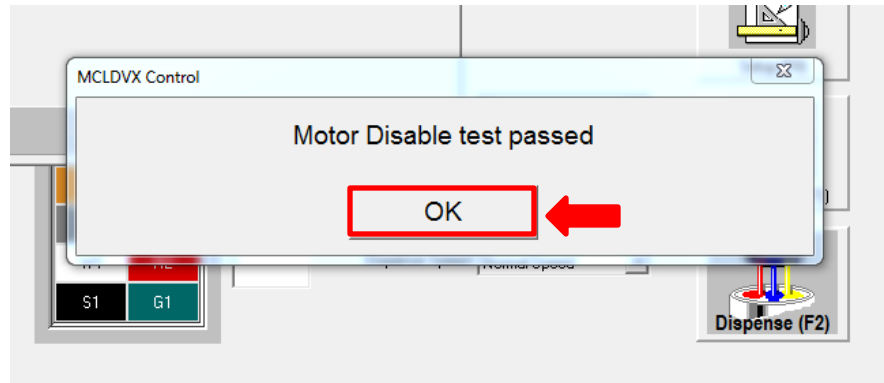 MCLDVX Control
Motor Disable test passed
OK
S1 G1
Dispense (F2)